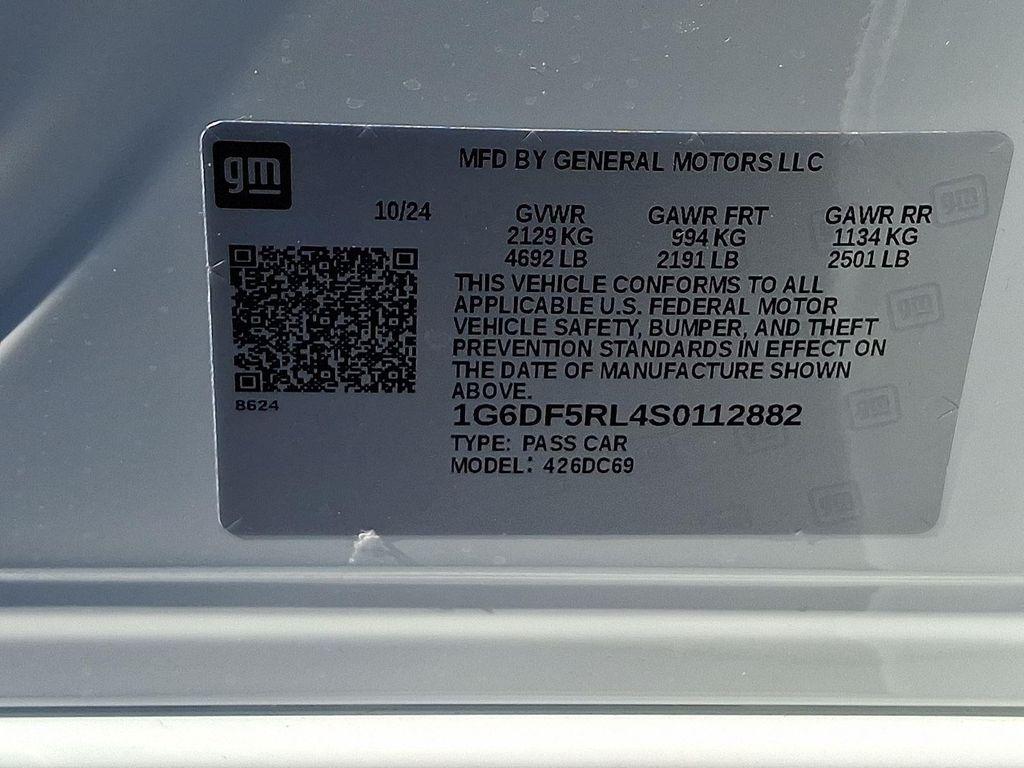 gm
MFD BY GENERAL MOTORS LLC
10/24 GVWR GAWR FRT GAWR RR
2129 KG 994 KG 1134 KG
4692 LB 2191 LB 2501 LB
THIS VEHICLE CONFORMS TO ALL
APPLICABLE U.S. FEDERAL MOTOR
VEHICLE SAFETY, BUMPER, AND THEFT
PREVENTION STANDARDS IN EFFECT ON
THE DATE OF MANUFACTURE SHOWN
ABOVE.
8624
1G6DF5RL4S0112882
TYPE: PASS CAR
MODEL: 426DC69